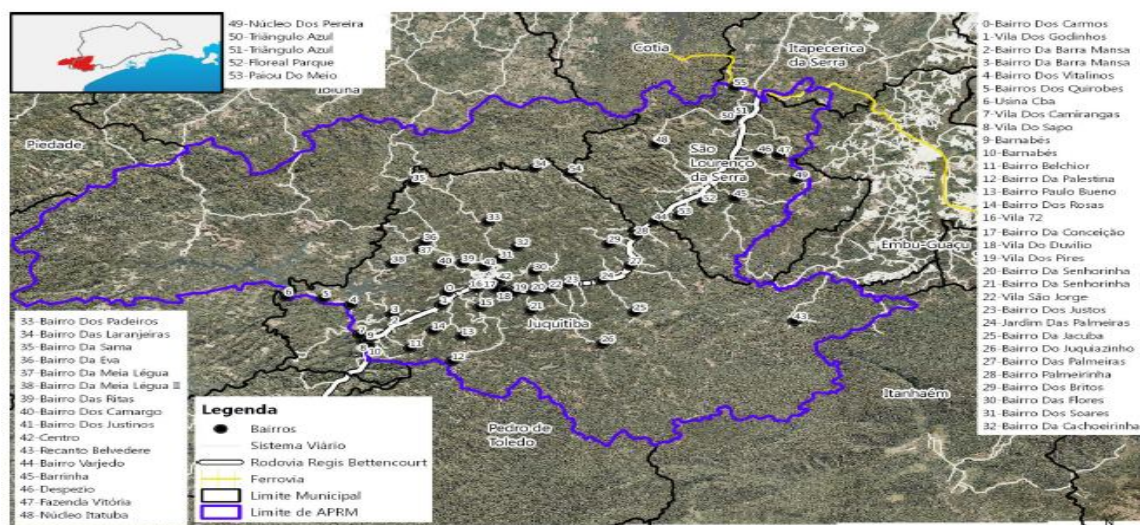 49-Núcleo Dos Pereira
50-Triângulo Azul
51-Triângulo Azul
52-Floreal Parque
53-Paiou Do Meio
Cotia
Itapecerica
da Serra
Ibiúna
Piedade
São
Lourenço
da Serra
Embu-Guaçu
Juquitiba
Itanhaém
Pedro de
Toledo
0-Bairro Dos Carmos
1-Vila Dos Godinhos
2-Bairro Da Barra Mansa
3-Bairro Da Barra Mansa
4-Bairro Dos Vitalinos
5-Bairros Dos Quirobes
6-Usina Cba
7-Vila Dos Camirangas
8-Vila Do Sapo
9-Barnabés
10-Barnabés
11-Bairro Belchior
12-Bairro Da Palestina
13-Bairro Paulo Bueno
14-Bairro Dos Rosas
16-Vila 72
17-Bairro Da Conceição
18-Vila Do Duvilio
19-Vila Dos Pires
20-Bairro Da Senhorinha
21-Bairro Da Senhorinha
22-Vila São Jorge
23-Bairro Dos Justos
24-Jardim Das Palmeiras
25-Bairro Da Jacuba
26-Bairro Do Juquiazinho
27-Bairro Das Palmeiras
28-Bairro Palmeirinha
29-Bairro Dos Britos
30-Bairro Das Flores
31-Bairro Dos Soares
32-Bairro Da Cachoeirinha
33-Bairro Dos Padeiros
34-Bairro Das Laranjeiras
35-Bairro Da Sama
36-Bairro Da Eva
37-Bairro Da Meia Légua
38-Bairro Da Meia Légua II
39-Bairro Das Ritas
40-Bairro Dos Camargo
41-Bairro Dos Justinos
42-Centro
43-Recanto Belvedere
44-Bairro Varjedo
45-Barrinha
46-Despezio
47-Fazenda Vitória
48-Núcleo Itatuba
Legenda
Bairros
Sistema Viário
Rodovia Regis Bettencourt
Ferrovia
Limite Municipal
Limite de APRM